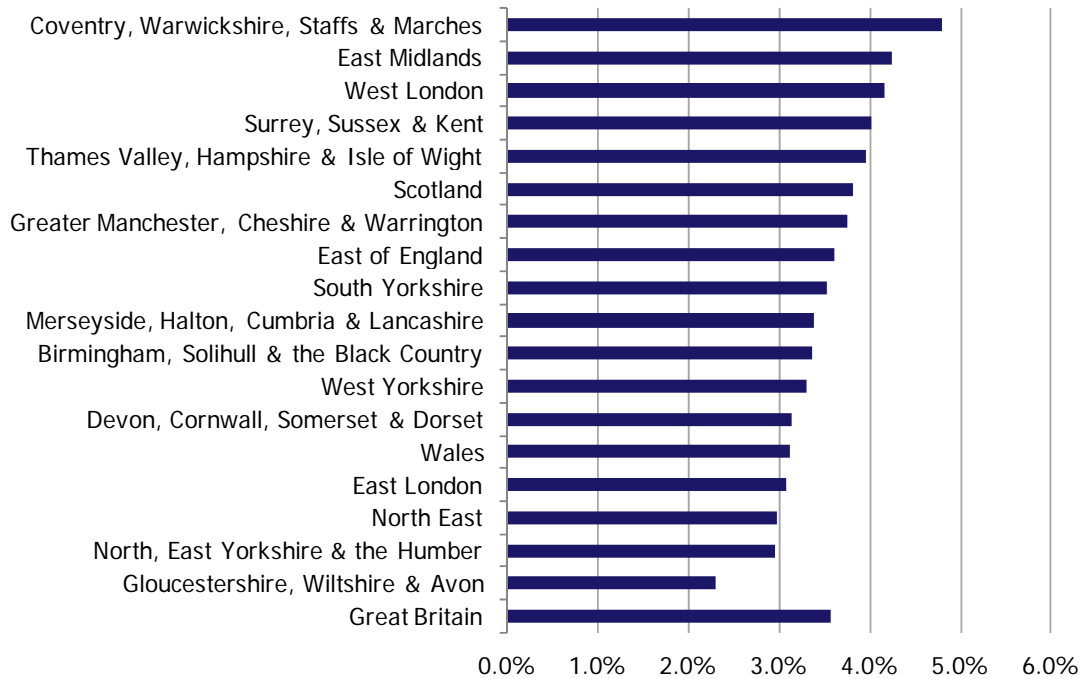 Coventry, Warwickshire, Staffs & Marches
East Midlands
West London
Surrey, Sussex & Kent
Thames Valley, Hampshire & Isle of Wight
Scotland
Greater Manchester, Cheshire & Warrington
East of England
South Yorkshire
Merseyside, Halton, Cumbria & Lancashire
Birmingham, Solihull & the Black Country
West Yorkshire
Devon, Cornwall, Somerset & Dorset
Wales
East London
North East
North, East Yorkshire & the Humber
Gloucestershire, Wiltshire & Avon
Great Britain
0.0% 1.0% 2.0% 3.0% 4.0% 5.0% 6.0%